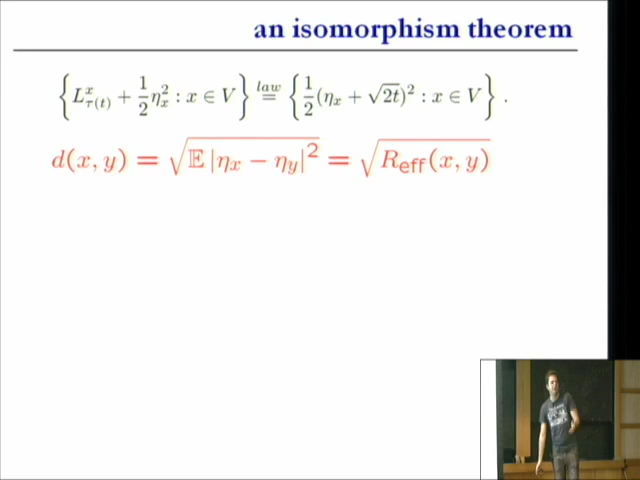 an isomorphism theorem
{L^x_{τ(t)} + 1/2 η_x^2 : x ∈ V} law= {1/2 (η_x + √2t)^2 : x ∈ V} .
d(x, y) = √(𝔼 |η_x − η_y|^2) = √(R_eff(x, y))